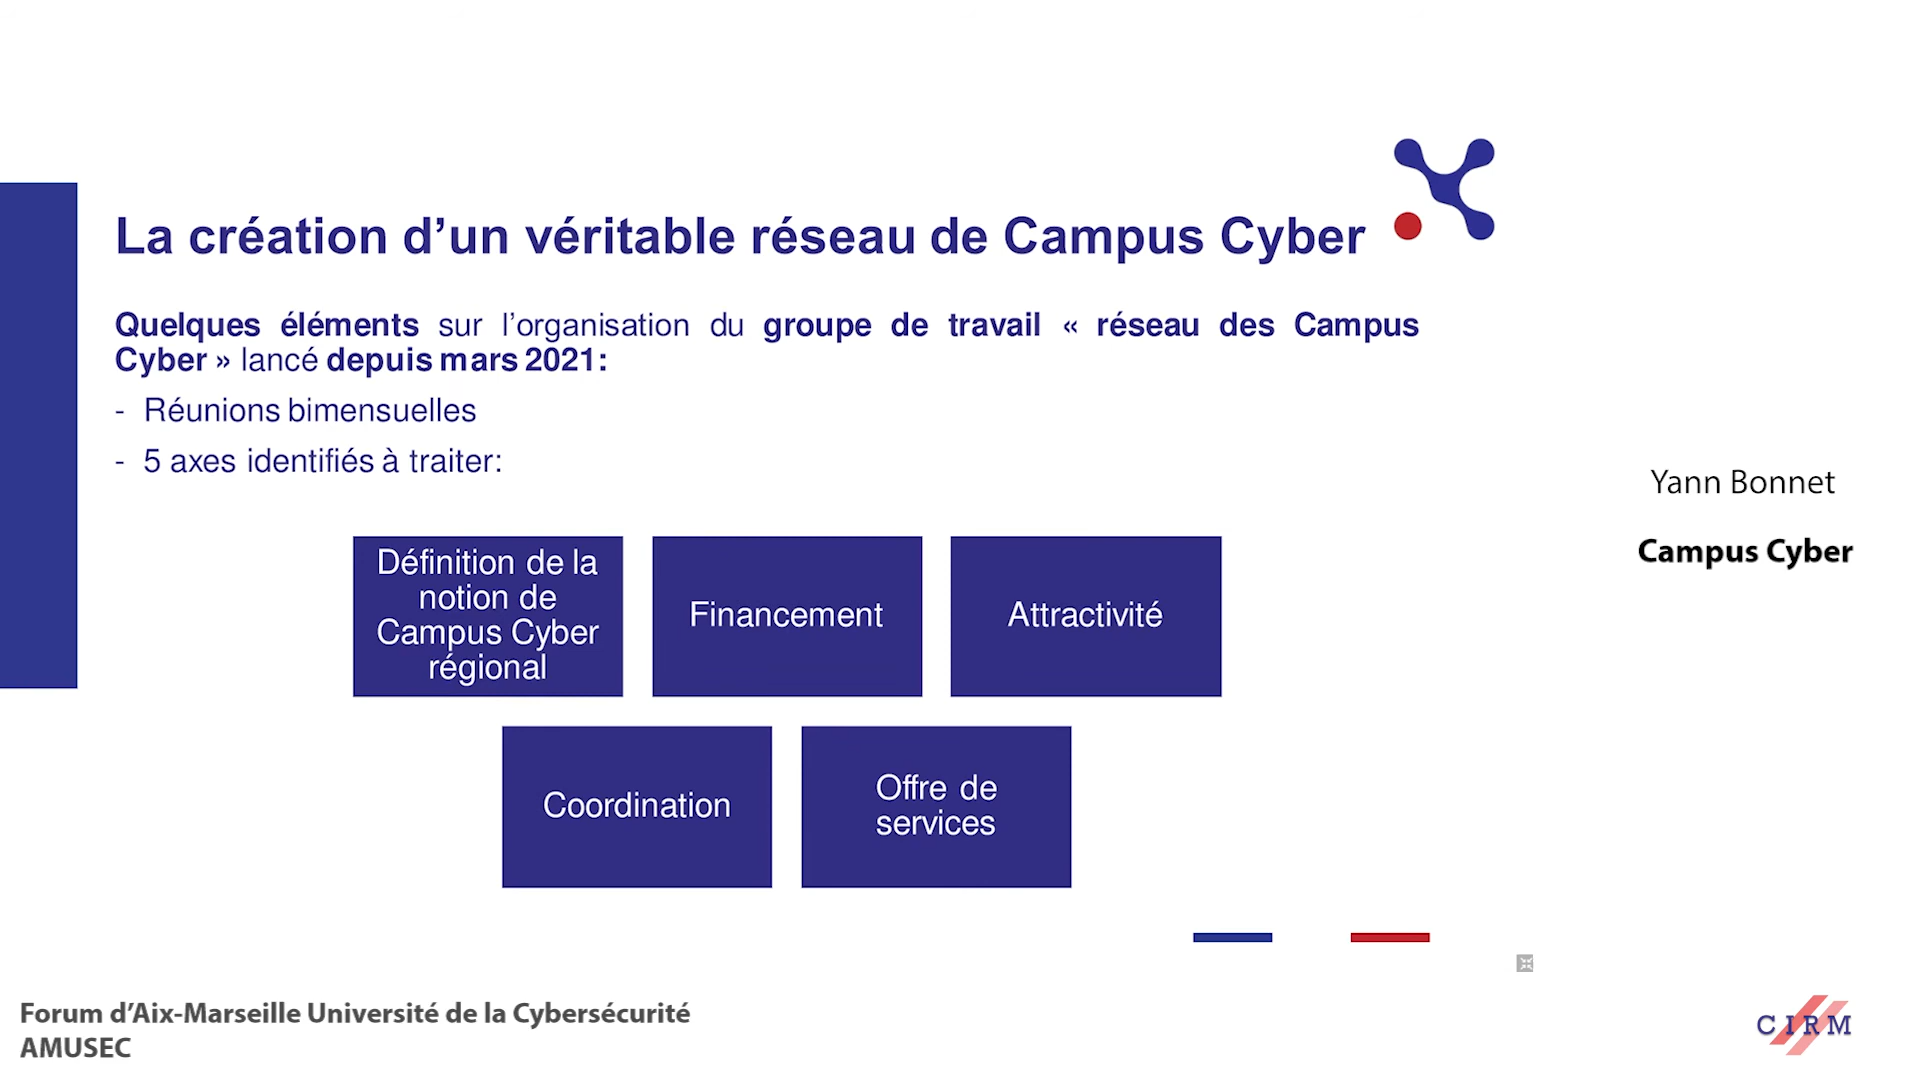 La création d’un véritable réseau de Campus Cyber
Quelques éléments sur l’organisation du groupe de travail « réseau des Campus
Cyber » lancé depuis mars 2021:
- Réunions bimensuelles
- 5 axes identifiés à traiter:
Définition de la
notion de
Campus Cyber
régional
Financement
Attractivité
Coordination
Offre de
services
Yann Bonnet
Campus Cyber
Forum d’Aix-Marseille Université de la Cybersécurité
AMUSEC
CIRM